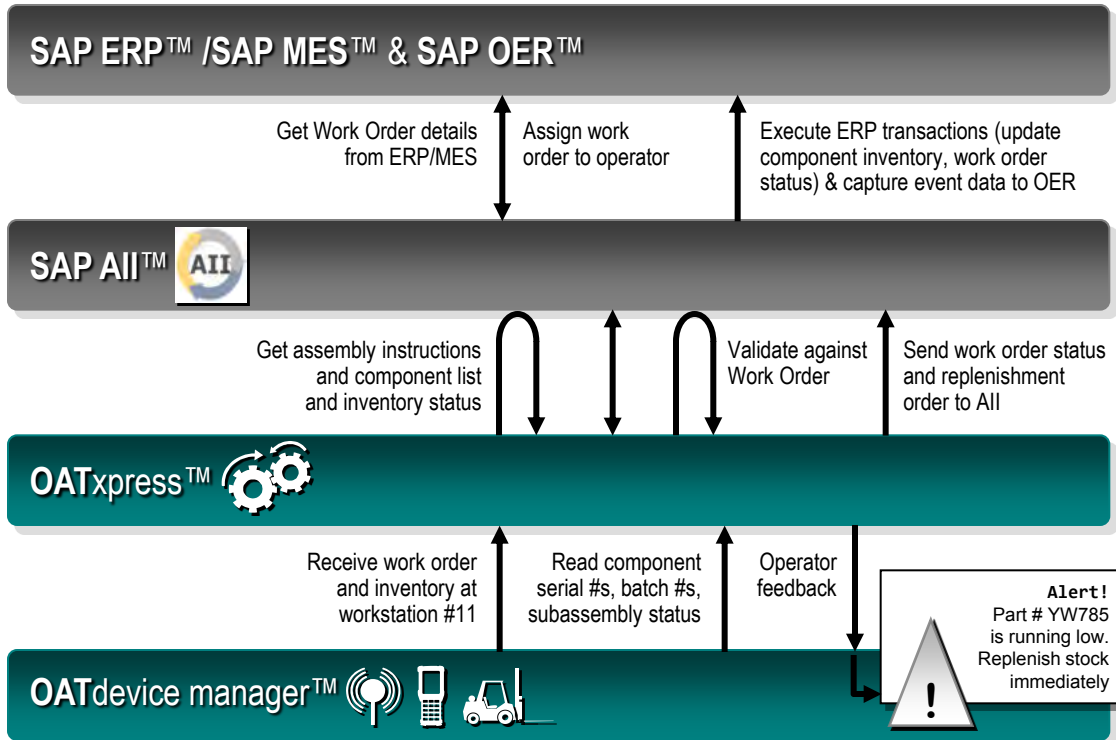 SAP ERP™ /SAP MES™ & SAP OER™
Get Work Order details
from ERP/MES
Assign work
order to operator
Execute ERP transactions (update
component inventory, work order
status) & capture event data to OER
SAP AII™
AII
Get assembly instructions
and component list
and inventory status
Validate against
Work Order
Send work order status
and replenishment
order to AII
OATxpress™
Receive work order
and inventory at
workstation #11
Read component
serial #s, batch #s,
subassembly status
Operator
feedback
Alert!
Part # YW785
is running low.
Replenish stock
immediately
!
OATdevice manager™